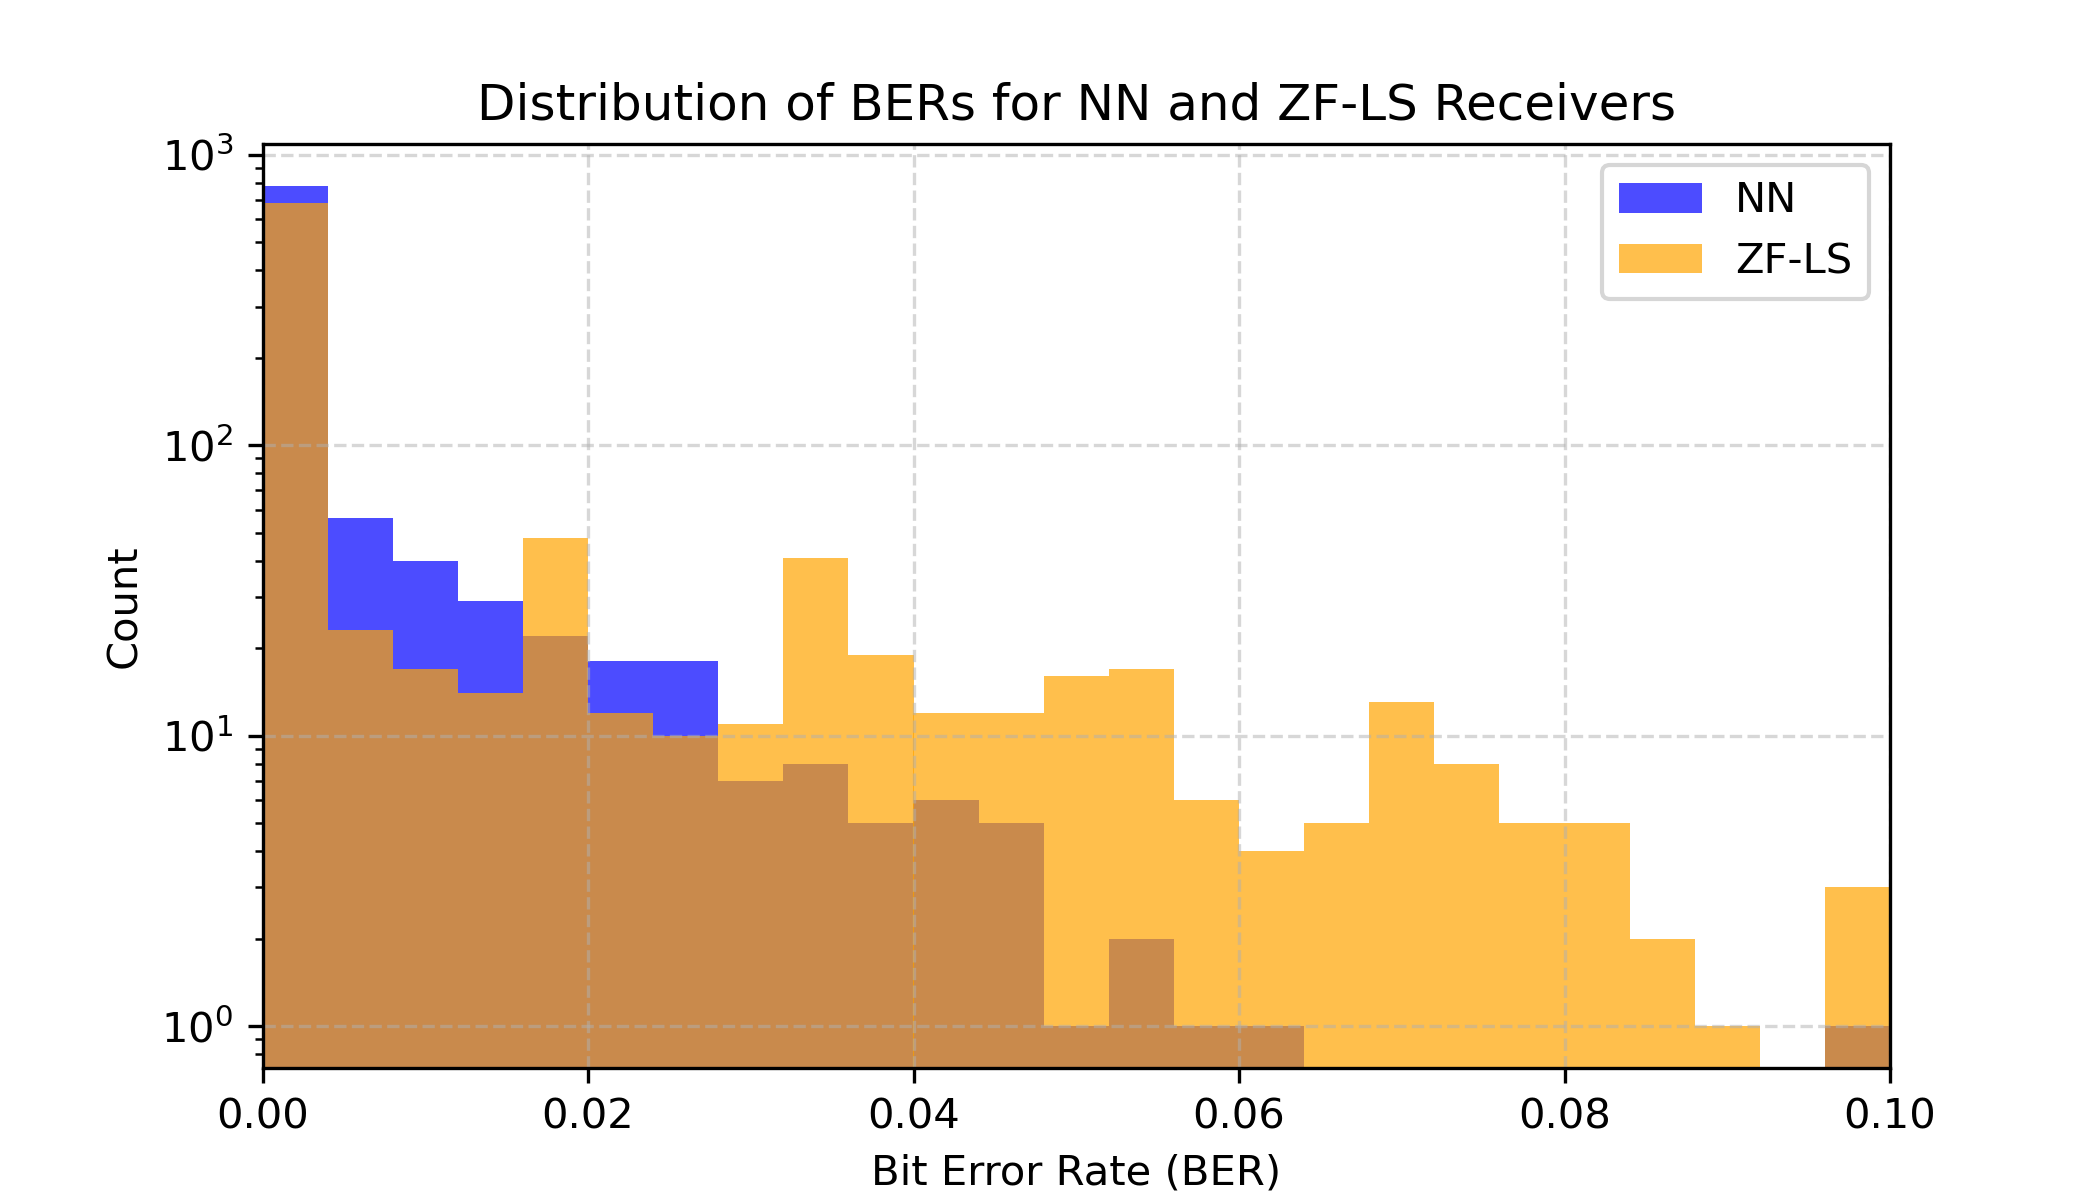 Distribution of BERs for NN and ZF-LS Receivers
10³
10²
10¹
10⁰
Count
NN
ZF-LS
0.00 0.02 0.04 0.06 0.08 0.10
Bit Error Rate (BER)